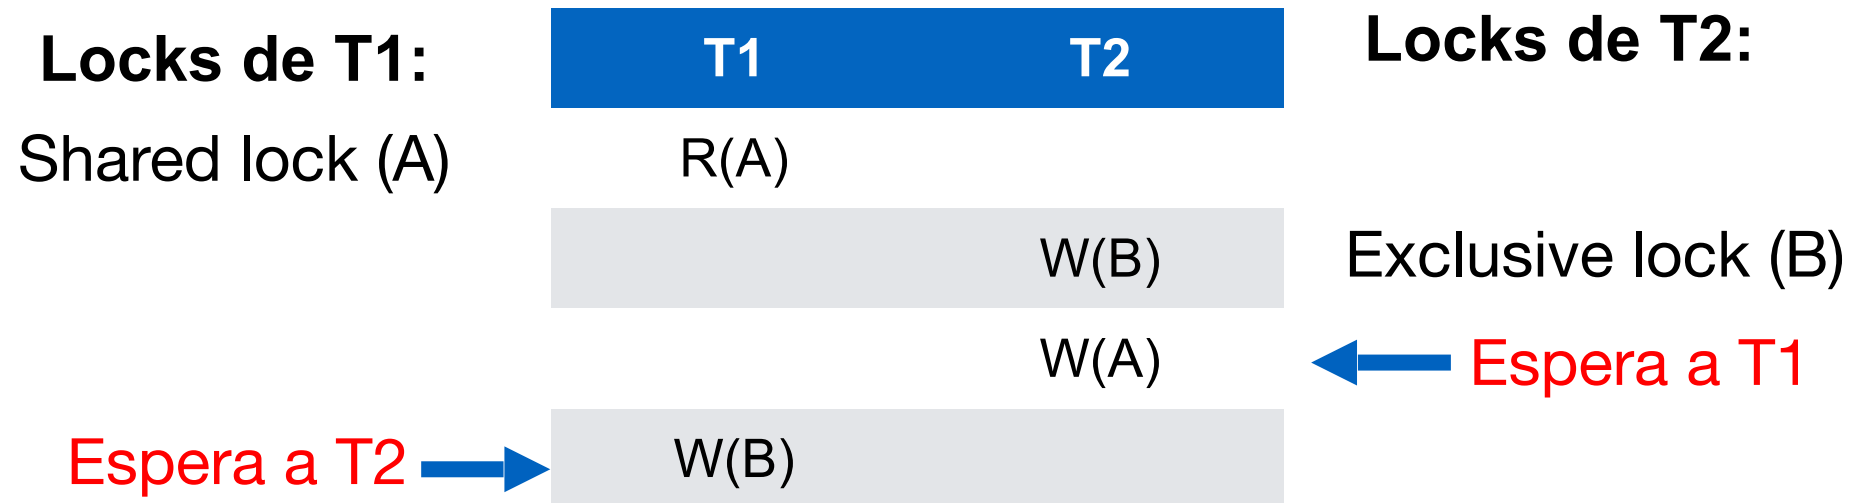 Locks de T1:
T1 T2
Locks de T2:
Shared lock (A)
R(A)
W(B)
Exclusive lock (B)
W(A)
Espera a T1
Espera a T2
W(B)